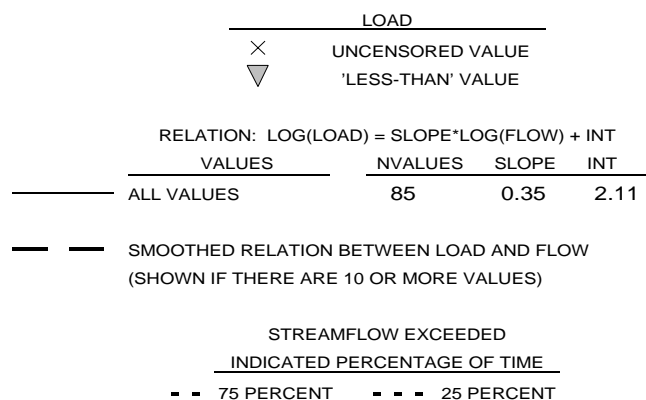 LOAD
UNCENSORED VALUE
'LESS-THAN' VALUE
RELATION: LOG(LOAD) = SLOPE*LOG(FLOW) + INT
VALUES NVALUES SLOPE INT
ALL VALUES 85 0.35 2.11
SMOOTHED RELATION BETWEEN LOAD AND FLOW
(SHOWN IF THERE ARE 10 OR MORE VALUES)
STREAMFLOW EXCEEDED
INDICATED PERCENTAGE OF TIME
75 PERCENT 25 PERCENT